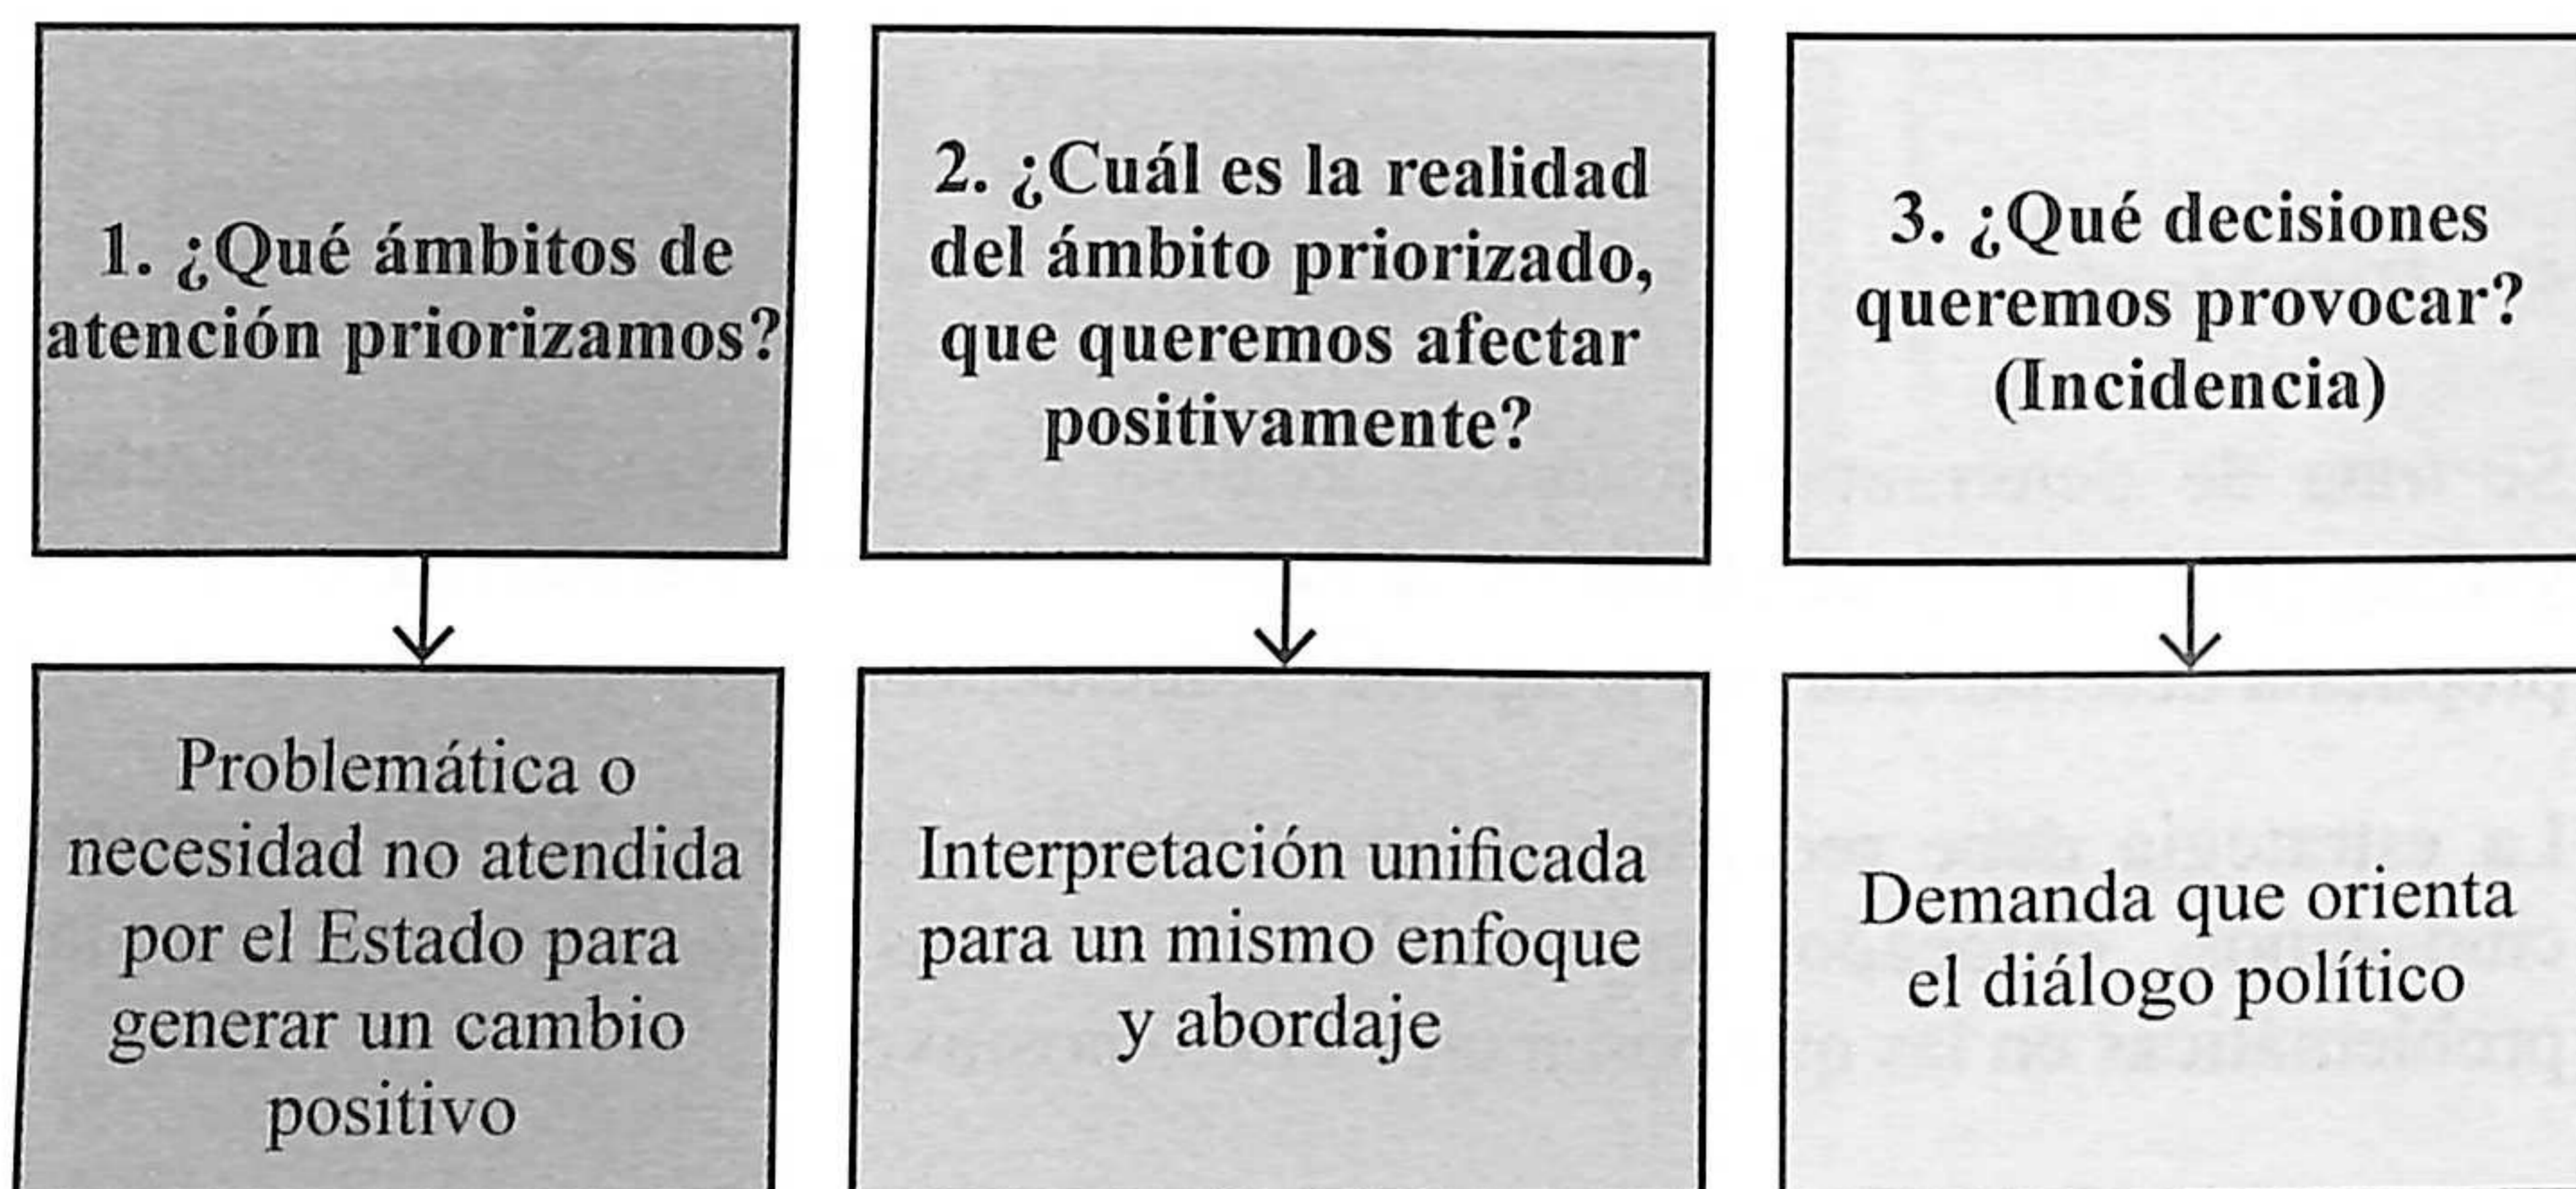 1. ¿Qué ámbitos de
atención priorizamos?
2. ¿Cuál es la realidad
del ámbito priorizado,
que queremos afectar
positivamente?
3. ¿Qué decisiones
queremos provocar?
(Incidencia)
Problemática o
necesidad no atendida
por el Estado para
generar un cambio
positivo
Interpretación unificada
para un mismo enfoque
y abordaje
Demanda que orienta
el diálogo político